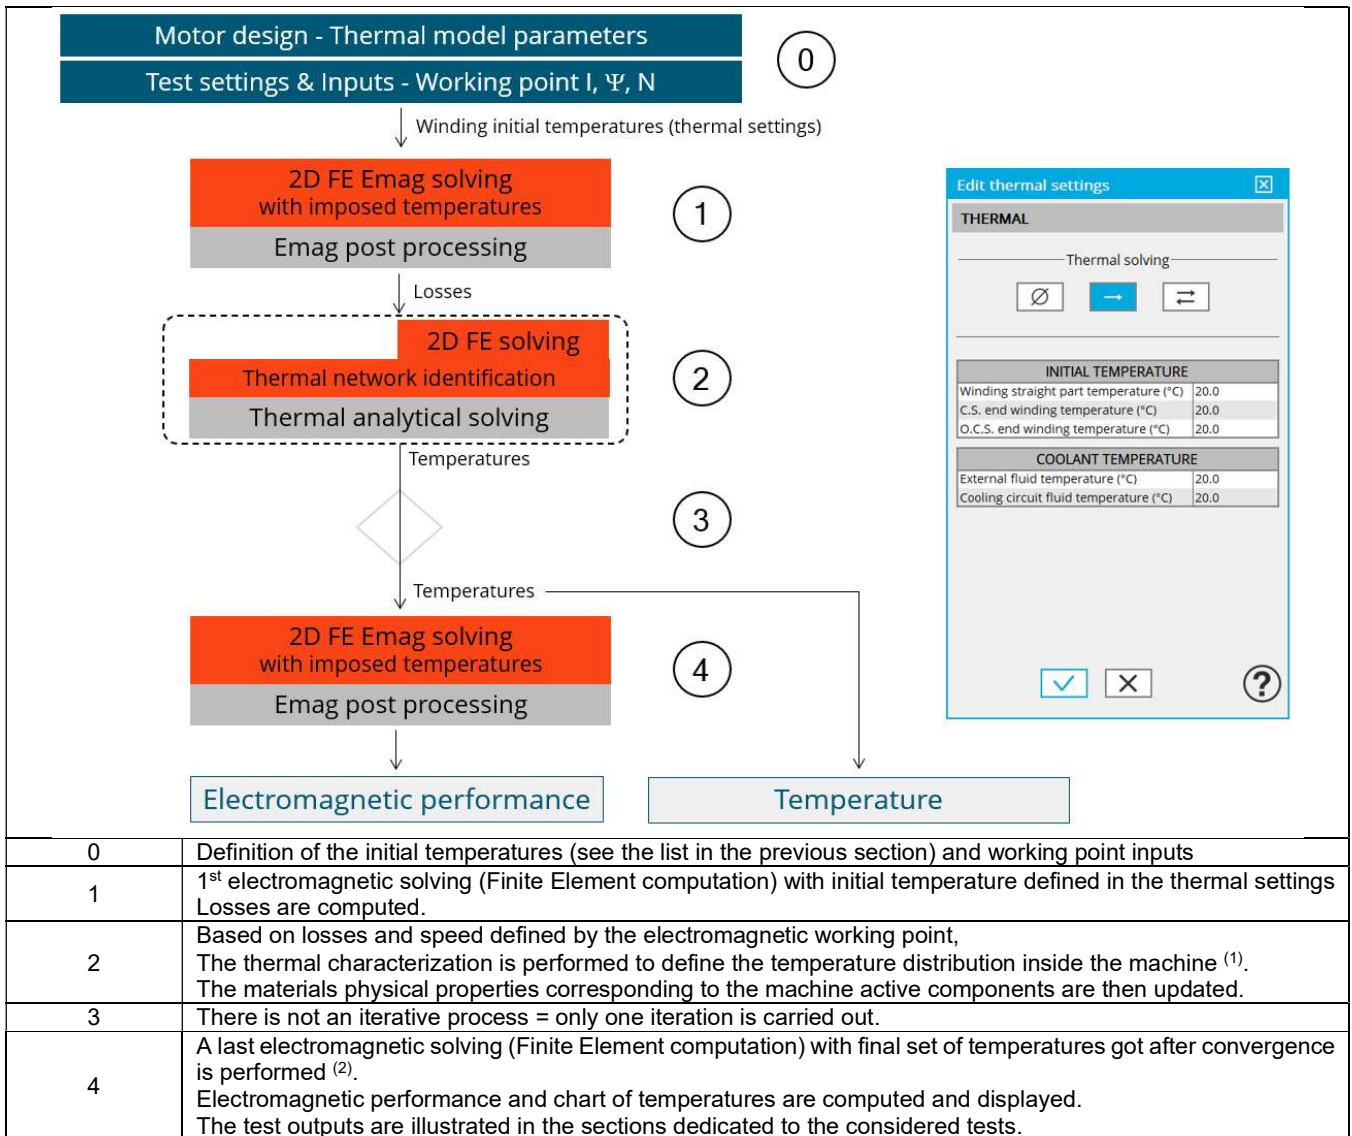 Motor design - Thermal model parameters
0
Test settings & Inputs - Working point I, Ψ, N
Winding initial temperatures (thermal settings)
2D FE Emag solving
with imposed temperatures
1
Emag post processing
Losses
2D FE solving
Thermal network identification
2
Thermal analytical solving
Temperatures
3
Temperatures
2D FE Emag solving
with imposed temperatures
4
Emag post processing
Electromagnetic performance
Temperature
Edit thermal settings
THERMAL
Thermal solving
INITIAL TEMPERATURE
Winding straight part temperature (°C) 20.0
C.S. end winding temperature (°C) 20.0
O.C.S. end winding temperature (°C) 20.0
COOLANT TEMPERATURE
External fluid temperature (°C) 20.0
Cooling circuit fluid temperature (°C) 20.0
?
0 Definition of the initial temperatures (see the list in the previous section) and working point inputs
1 1st electromagnetic solving (Finite Element computation) with initial temperature defined in the thermal settings
Losses are computed.
2 Based on losses and speed defined by the electromagnetic working point,
The thermal characterization is performed to define the temperature distribution inside the machine (1).
The materials physical properties corresponding to the machine active components are then updated.
3 There is not an iterative process = only one iteration is carried out.
4 A last electromagnetic solving (Finite Element computation) with final set of temperatures got after convergence
is performed (2).
Electromagnetic performance and chart of temperatures are computed and displayed.
The test outputs are illustrated in the sections dedicated to the considered tests.